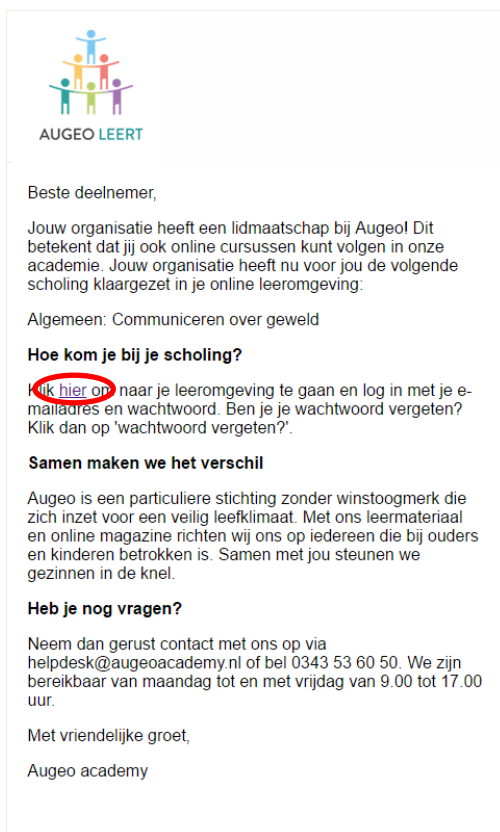 AUGEO LEERT
Beste deelnemer,
Jouw organisatie heeft een lidmaatschap bij Augeo! Dit
betekent dat jij ook online cursussen kunt volgen in onze
academie. Jouw organisatie heeft nu voor jou de volgende
scholing klaargezet in je online leeromgeving:
Algemeen: Communiceren over geweld
Hoe kom je bij je scholing?
Klik hier om naar je leeromgeving te gaan en log in met je e-
mailadres en wachtwoord. Ben je je wachtwoord vergeten?
Klik dan op 'wachtwoord vergeten?'.
Samen maken we het verschil
Augeo is een particuliere stichting zonder winstoogmerk die
zich inzet voor een veilig leefklimaat. Met ons leermateriaal
en online magazine richten wij ons op iedereen die bij ouders
en kinderen betrokken is. Samen met jou steunen we
gezinnen in de knel.
Heb je nog vragen?
Neem dan gerust contact met ons op via
helpdesk@augeoacademy.nl of bel 0343 53 60 50. We zijn
bereikbaar van maandag tot en met vrijdag van 9.00 tot 17.00
uur.
Met vriendelijke groet,
Augeo academy